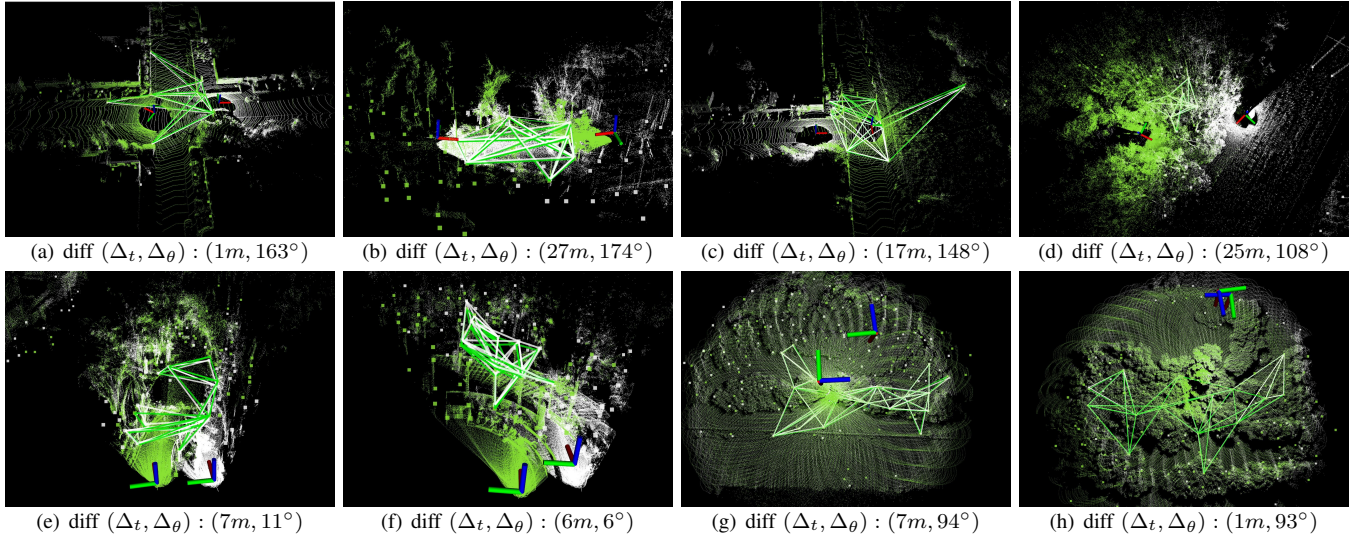 (a) diff (Δt, Δθ) : (1m, 163°)
(b) diff (Δt, Δθ) : (27m, 174°)
(c) diff (Δt, Δθ) : (17m, 148°)
(d) diff (Δt, Δθ) : (25m, 108°)
(e) diff (Δt, Δθ) : (7m, 11°)
(f) diff (Δt, Δθ) : (6m, 6°)
(g) diff (Δt, Δθ) : (7m, 94°)
(h) diff (Δt, Δθ) : (1m, 93°)